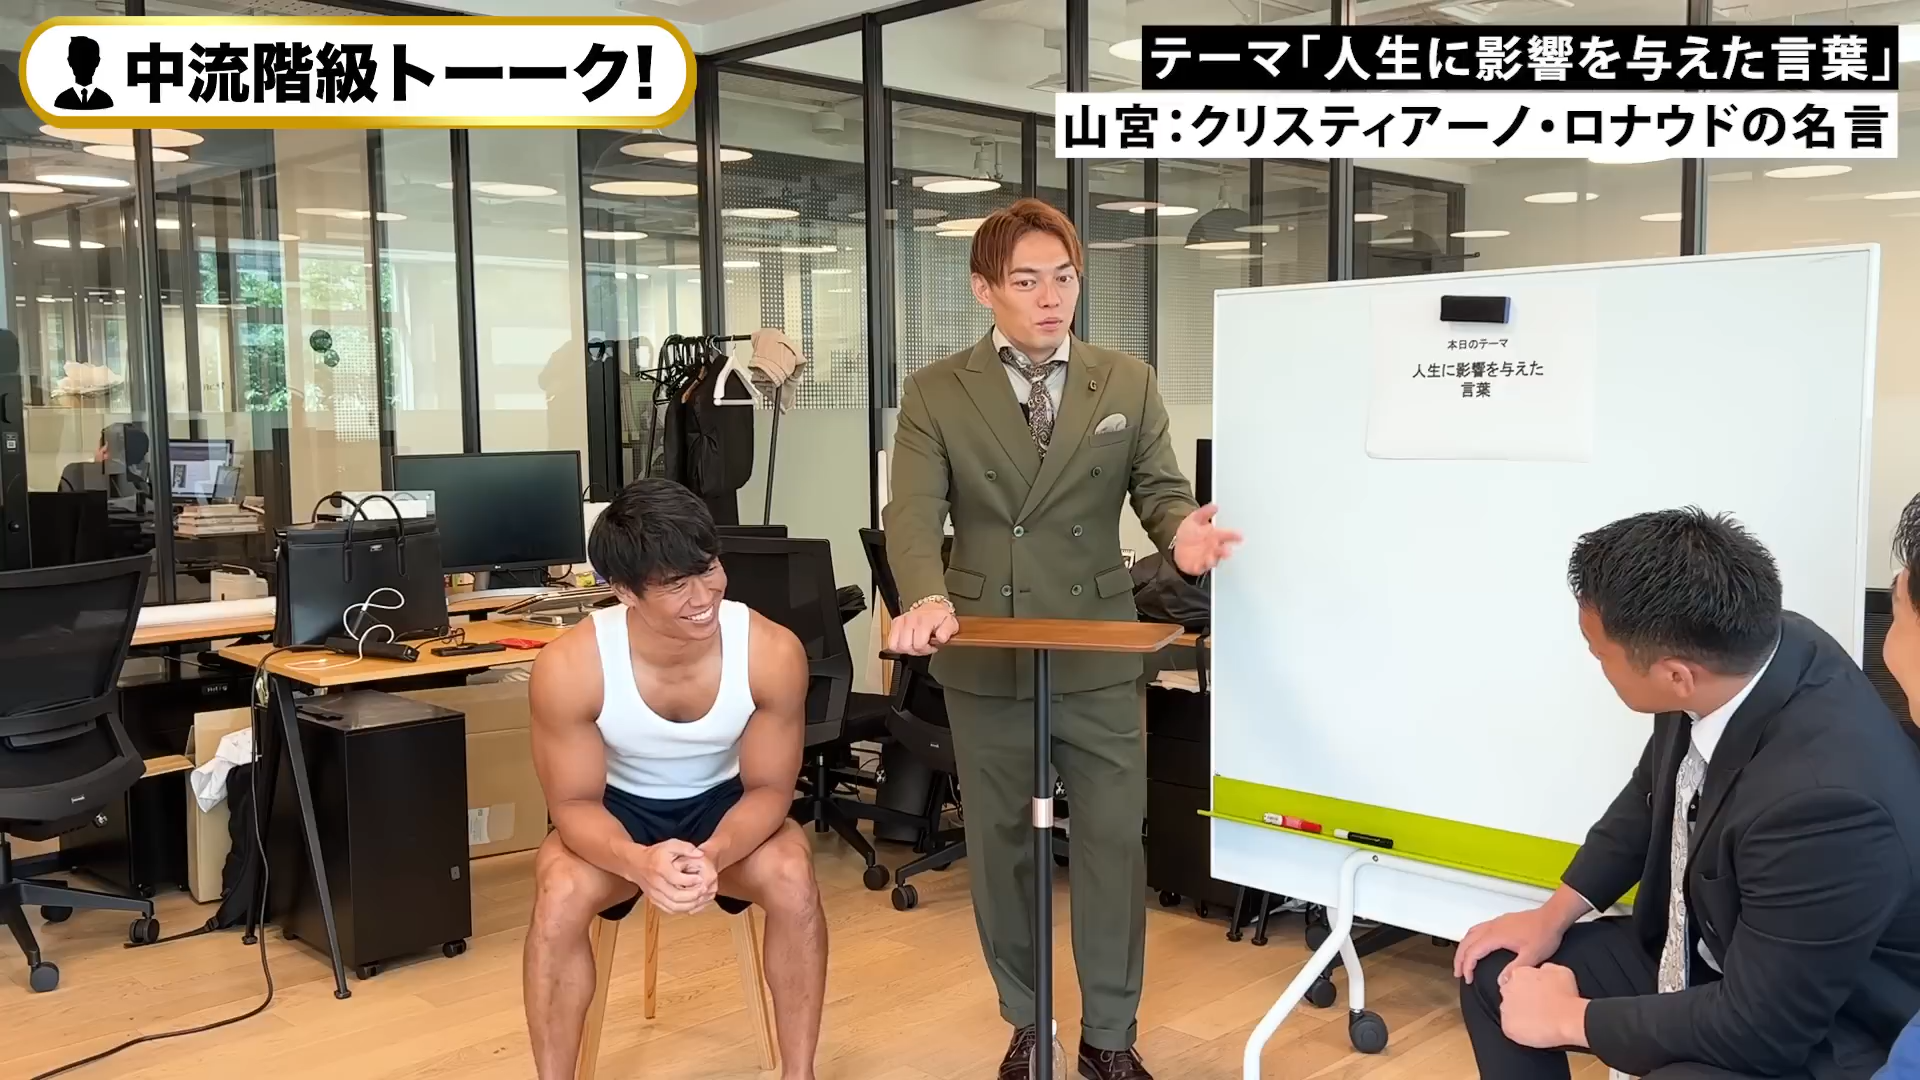 中流階級トーーク!
テーマ「人生に影響を与えた言葉」
山宮：クリスティアーノ・ロナウドの名言
本日のテーマ
人生に影響を与えた
言葉